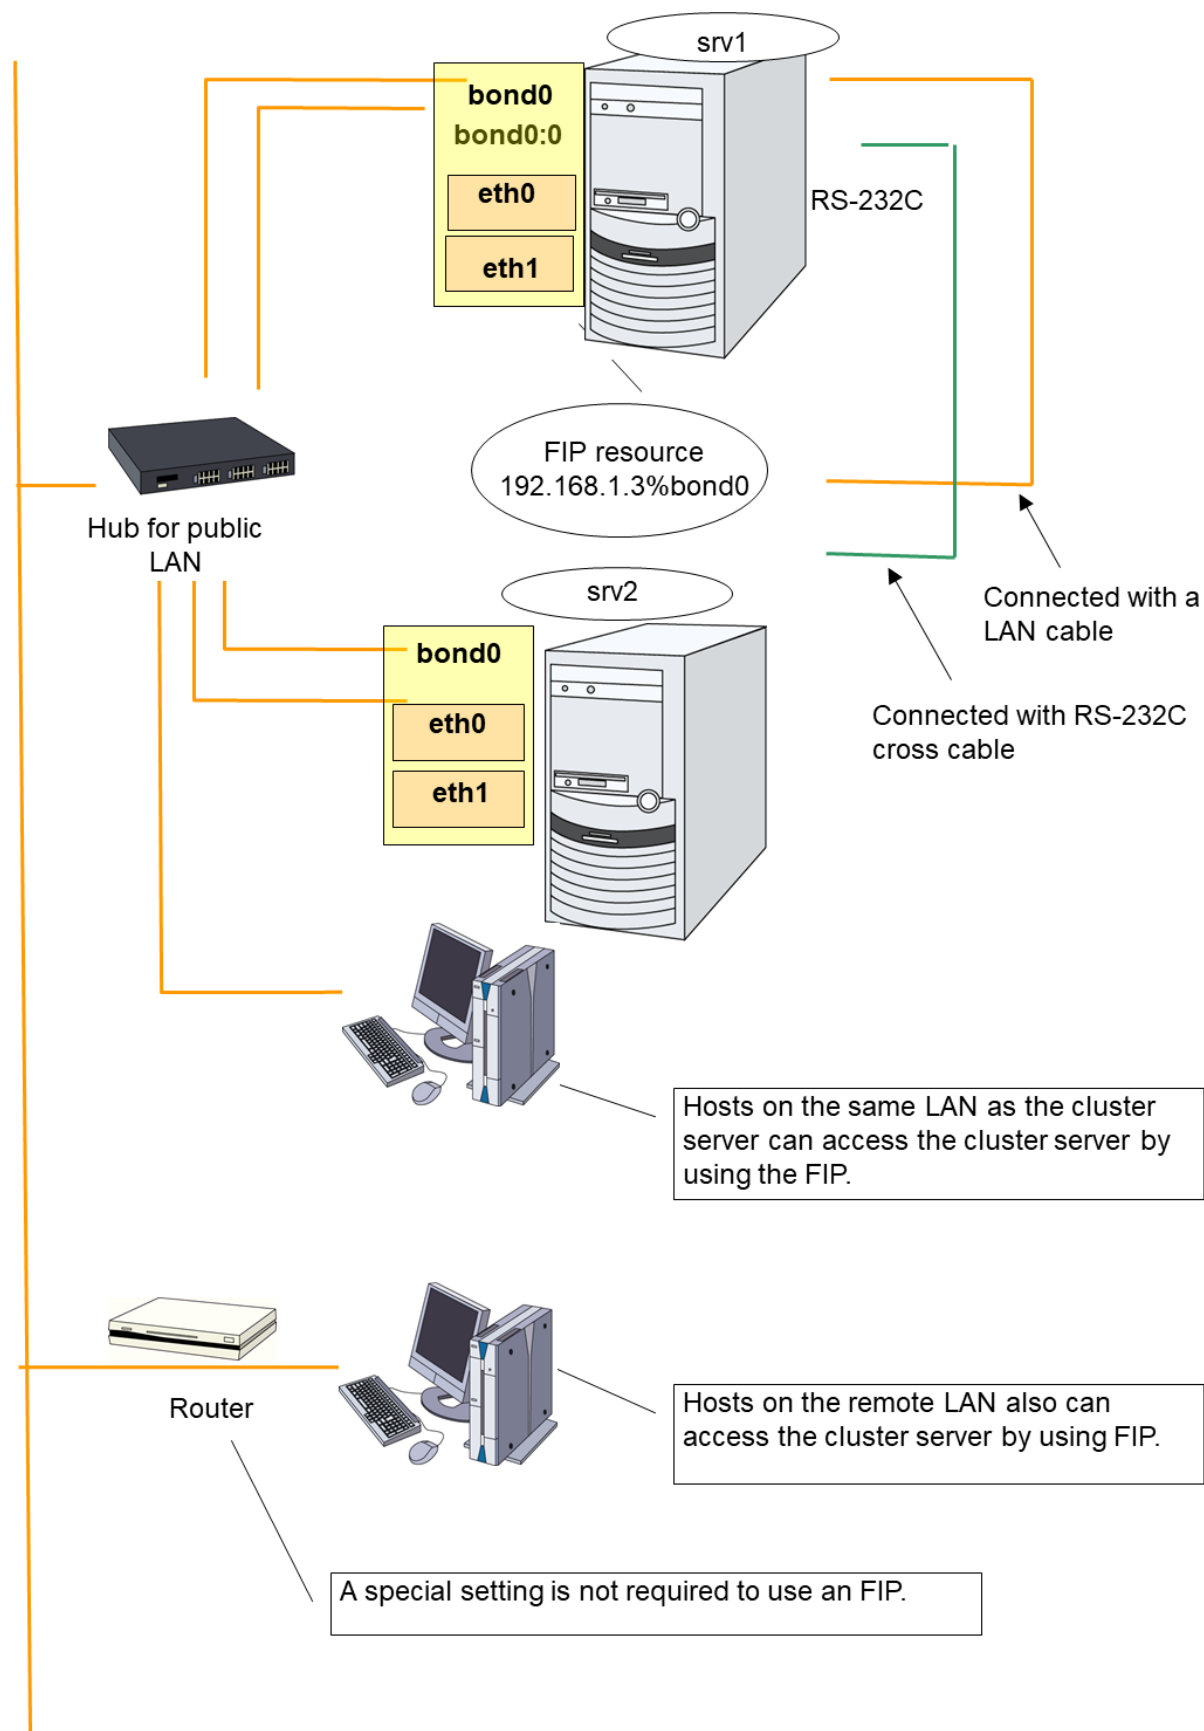 srv1
bond0
bond0:0
eth0
eth1
RS-232C
FIP resource
192.168.1.3%bond0
Hub for public
LAN
srv2
Connected with a
LAN cable
bond0
eth0
eth1
Connected with RS-232C
cross cable
Hosts on the same LAN as the cluster
server can access the cluster server by
using the FIP.
Router
Hosts on the remote LAN also can
access the cluster server by using FIP.
A special setting is not required to use an FIP.